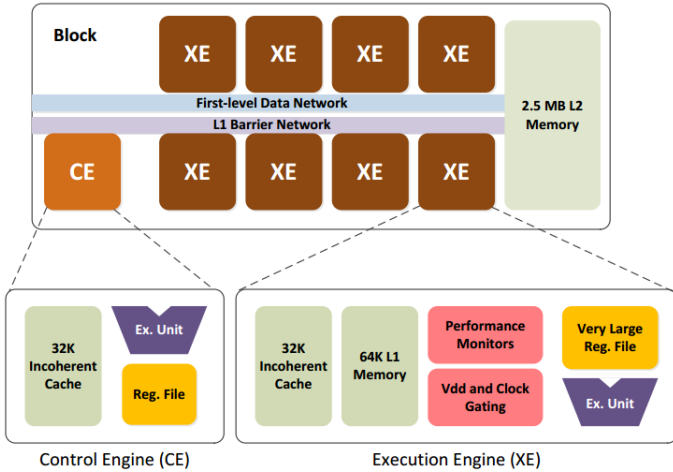 Block
XE XE XE XE
First-level Data Network
L1 Barrier Network
2.5 MB L2
Memory
CE XE XE XE XE
32K
Incoherent
Cache
Ex. Unit
Reg. File
Control Engine (CE)
32K
Incoherent
Cache
64K L1
Memory
Performance
Monitors
Vdd and Clock
Gating
Very Large
Reg. File
Ex. Unit
Execution Engine (XE)